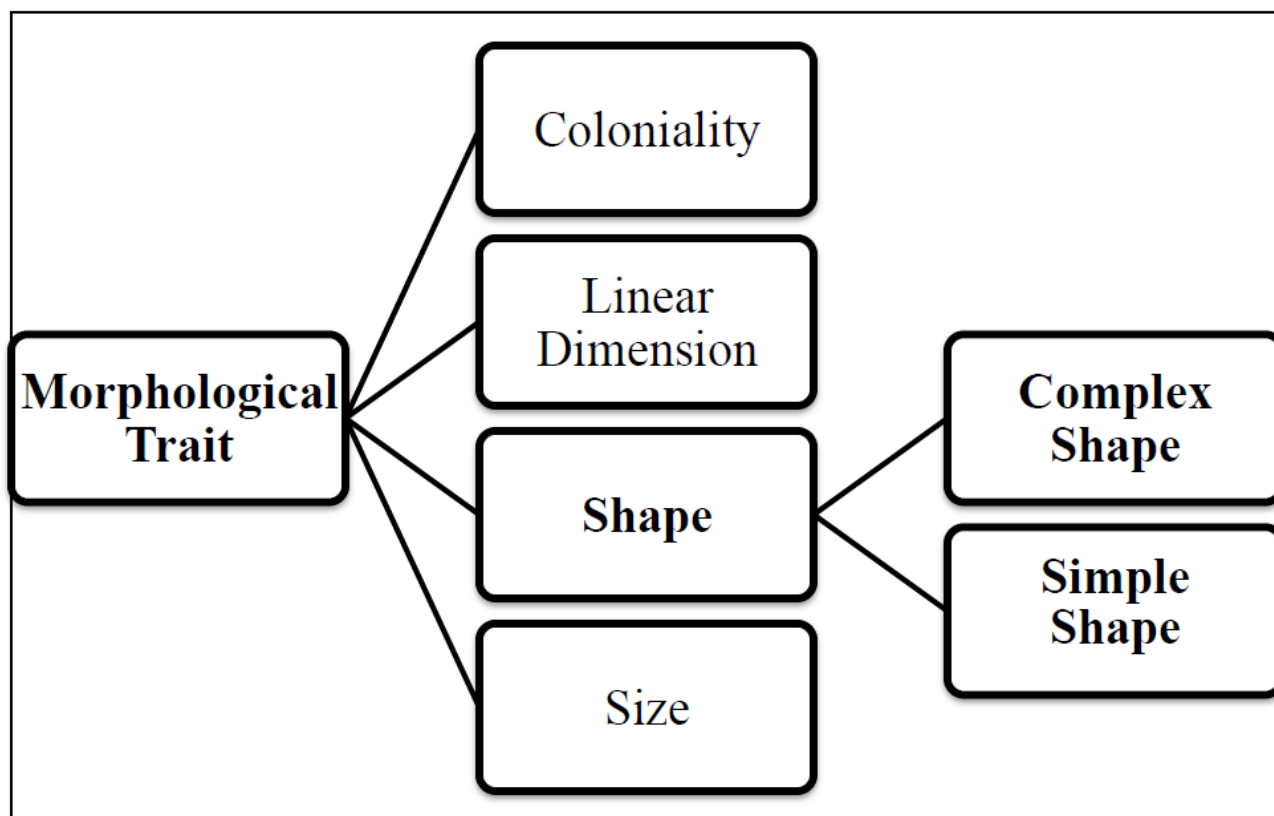 Coloniality
Linear
Dimension
Morphological
Trait
Shape
Complex
Shape
Simple
Shape
Size